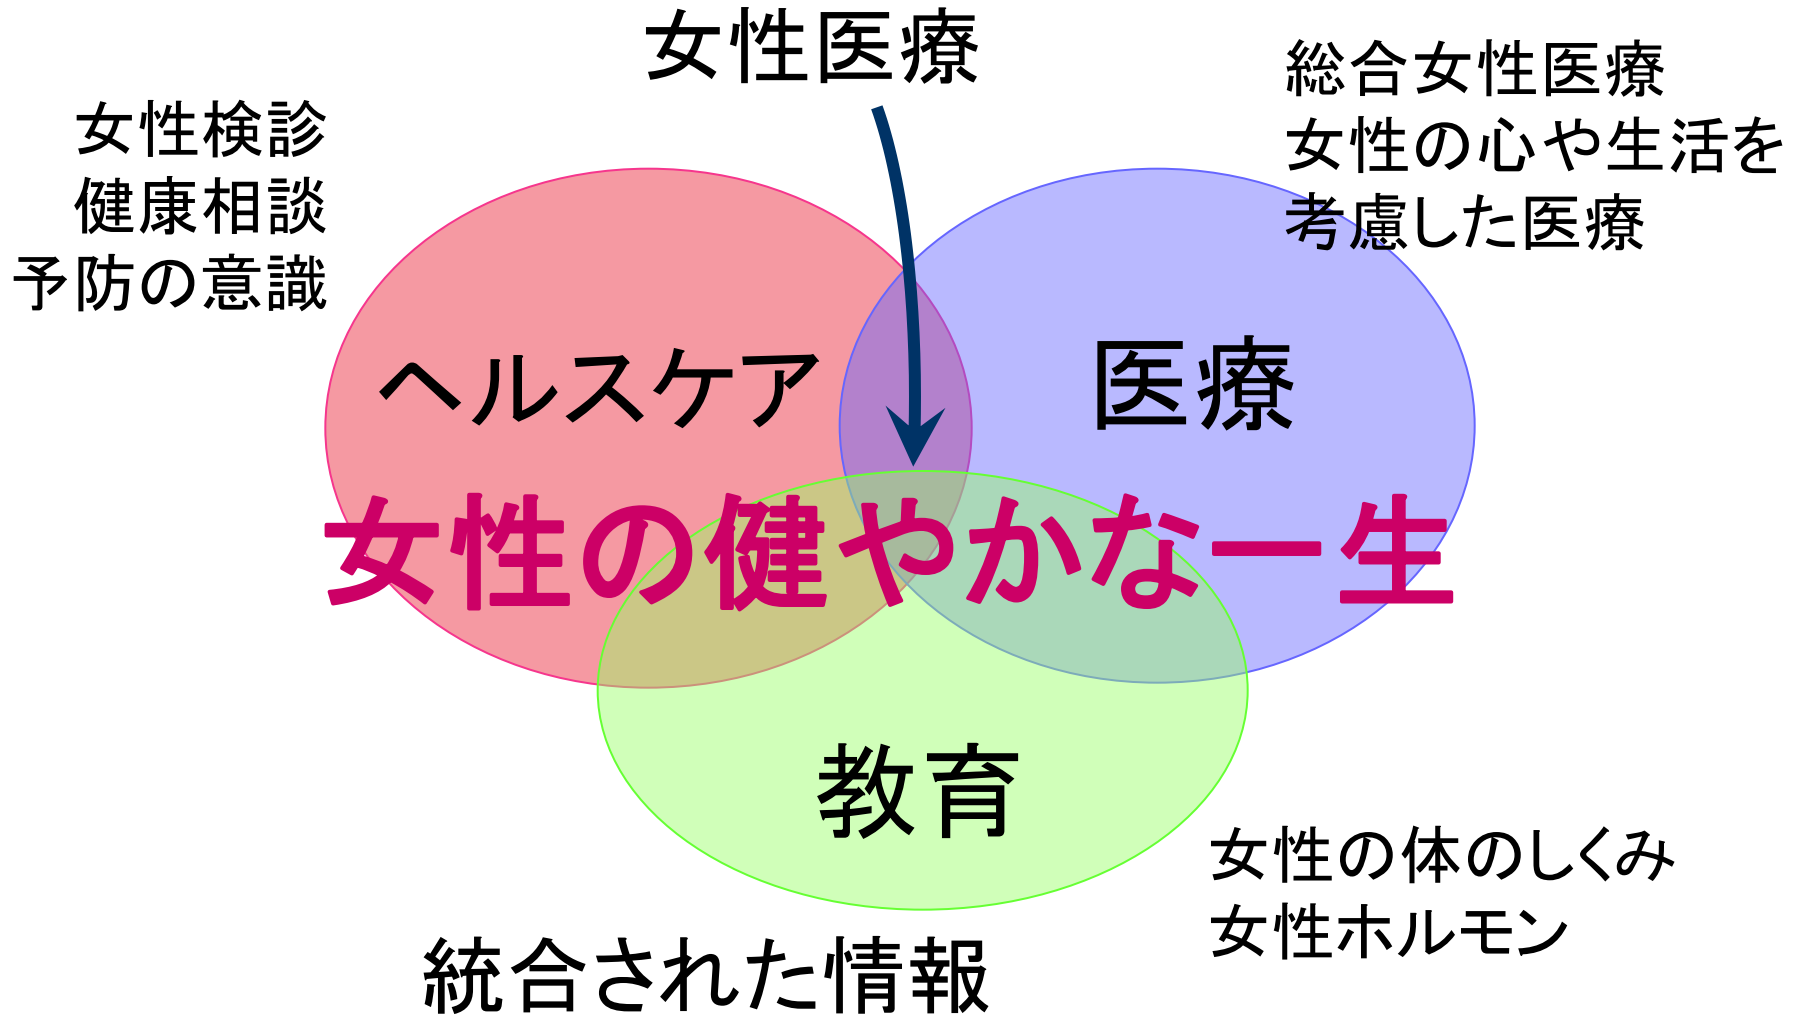 女性医療
女性検診
健康相談
予防の意識
総合女性医療
女性の心や生活を
考慮した医療
ヘルスケア
医療
女性の健やかな一生
教育
女性の体のしくみ
女性ホルモン
統合された情報